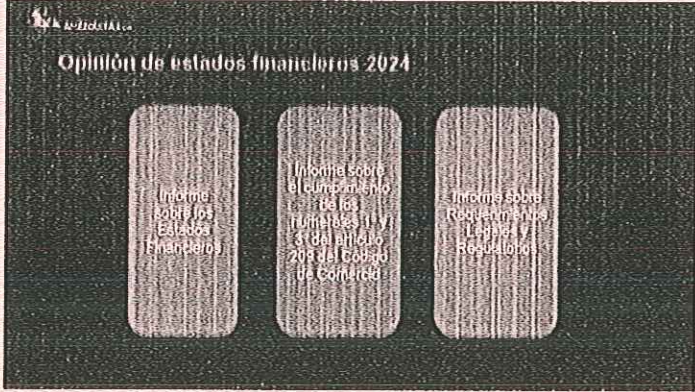 Opinión de estados financieros 2024
Informe
sobre los
Estados
Financieros
Informe sobre
el cumplimiento
de los
numerales 1 y
3 del artículo
209 del Código
de Comercio
Informe sobre
Requerimientos
Legales y
Regulatorios